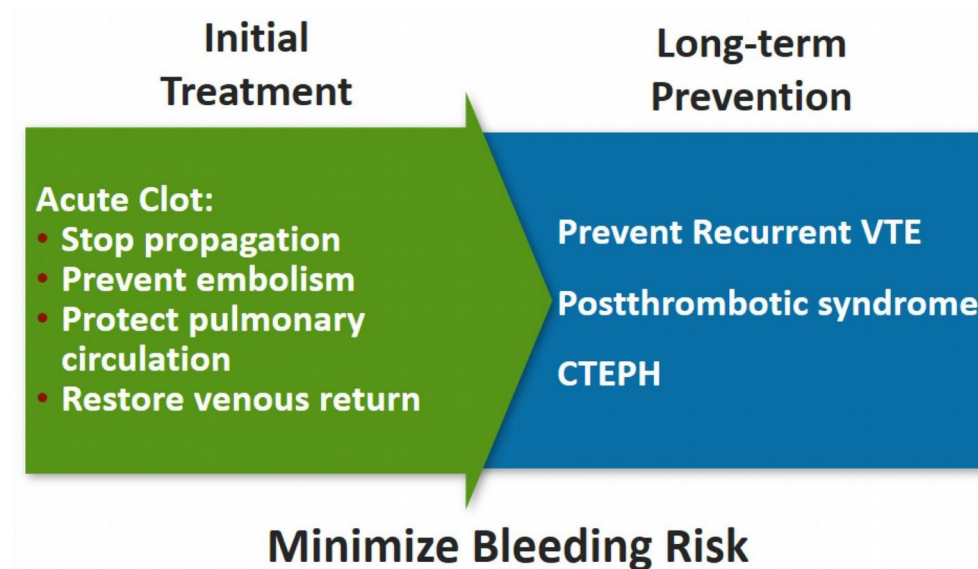 Initial
Treatment
Long-term
Prevention
Acute Clot:
• Stop propagation
• Prevent embolism
• Protect pulmonary
circulation
• Restore venous return
Prevent Recurrent VTE
Postthrombotic syndrome
CTEPH
Minimize Bleeding Risk